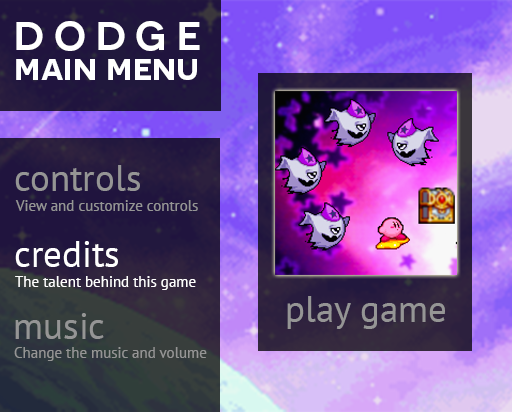 DODGE
MAIN MENU
controls
View and customize controls
credits
The talent behind this game
music
Change the music and volume
play game